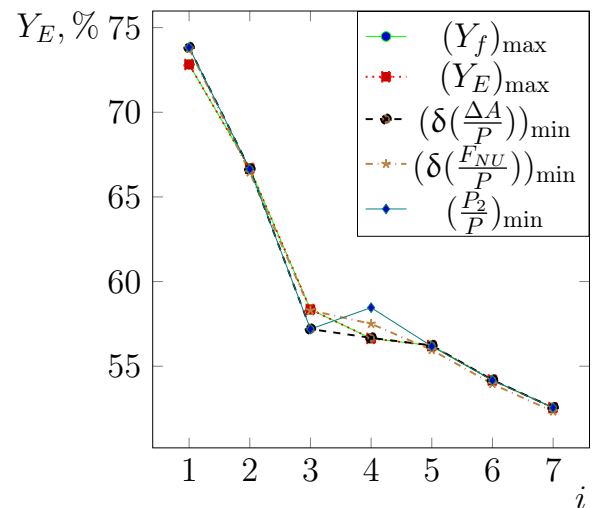 Y_E, %
75
70
65
60
55
(Y_f)_max
(Y_E)_max
(δ(ΔA/P))_min
(δ(F_NU/P))_min
(P_2/P)_min
1 2 3 4 5 6 7
i